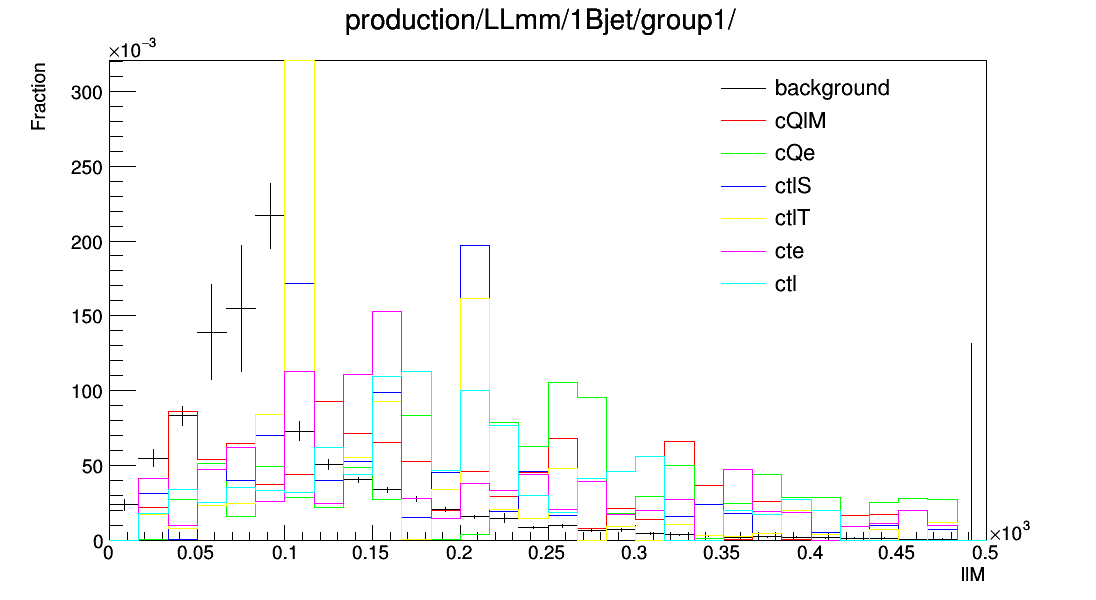 production/LLmm/1Bjet/group1/
×10⁻³
Fraction
300
250
200
150
100
50
0
background
cQlM
cQe
ctlS
ctlT
cte
ctl
0 0.05 0.1 0.15 0.2 0.25 0.3 0.35 0.4 0.45 0.5
×10³
llM